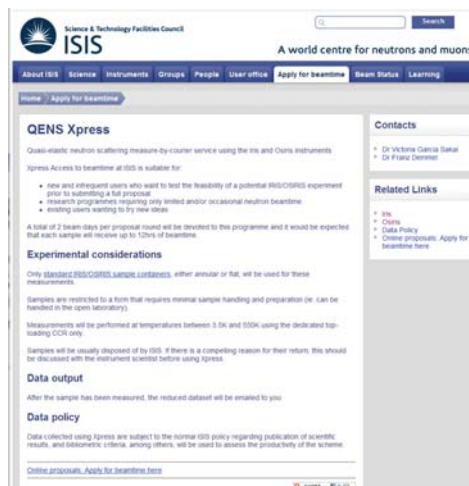 Science & Technology Facilities Council
ISIS
Search
A world centre for neutrons and muons
About ISIS Science Instruments Groups People User office Apply for beamtime Beam Status Learning
Home Apply for beamtime
QENS Xpress
Quasi-elastic neutron scattering measure-by-courier service using the Iris and Osiris instruments
Xpress Access to beamtime at ISIS is suitable for:
new and infrequent users who want to test the feasibility of a potential IRIS/OSIRIS experiment
prior to submitting a full proposal
research programmes requiring only limited and/or occasional neutron beamtime
existing users wanting to try new ideas
A total of 2 beam days per proposal round will be devoted to this programme and it would be expected
that each sample will receive up to 12hrs of beamtime.
Experimental considerations
Only standard IRIS/OSIRIS sample containers, either annular or flat, will be used for these
measurements.
Samples are restricted to a form that requires minimal sample handling and preparation (ie. can be
handled in the open laboratory).
Measurements will be performed at temperatures between 3.5K and 550K using the dedicated top-
loading CCR only.
Samples will be usually disposed of by ISIS. If there is a compelling reason for their return, this should
be discussed with the instrument scientist before using Xpress.
Data output
After the sample has been measured, the reduced dataset will be emailed to you
Data policy
Data collected using Xpress are subject to the normal ISIS policy regarding publication of scientific
results, and bibliometric criteria, among others, will be used to assess the productivity of the scheme.
Online proposals: Apply for beamtime here
Contacts
Dr Victoria Garcia Sakai
Dr Franz Demmel
Related Links
Iris
Osiris
Data Policy
Online proposals: Apply for
beamtime here